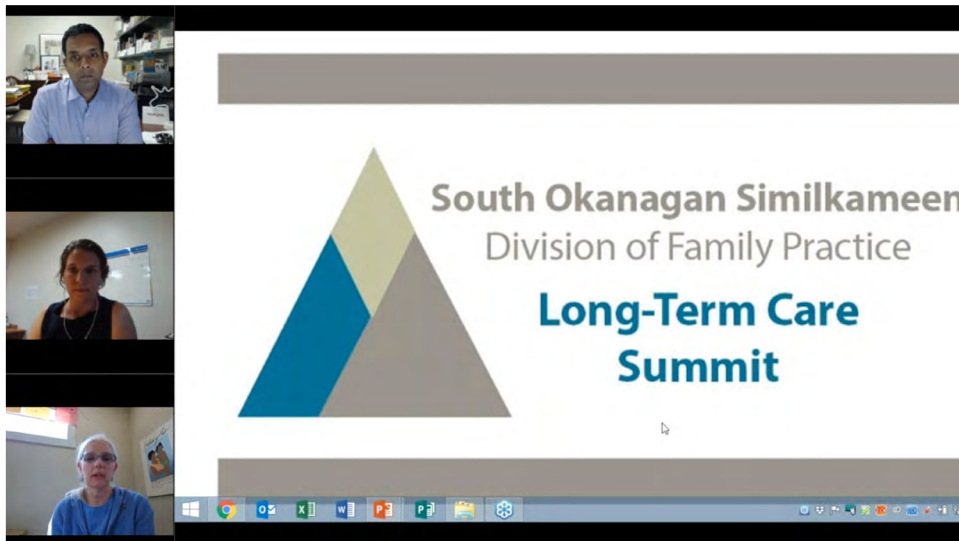 South Okanagan Similkameen
Division of Family Practice
Long-Term Care
Summit